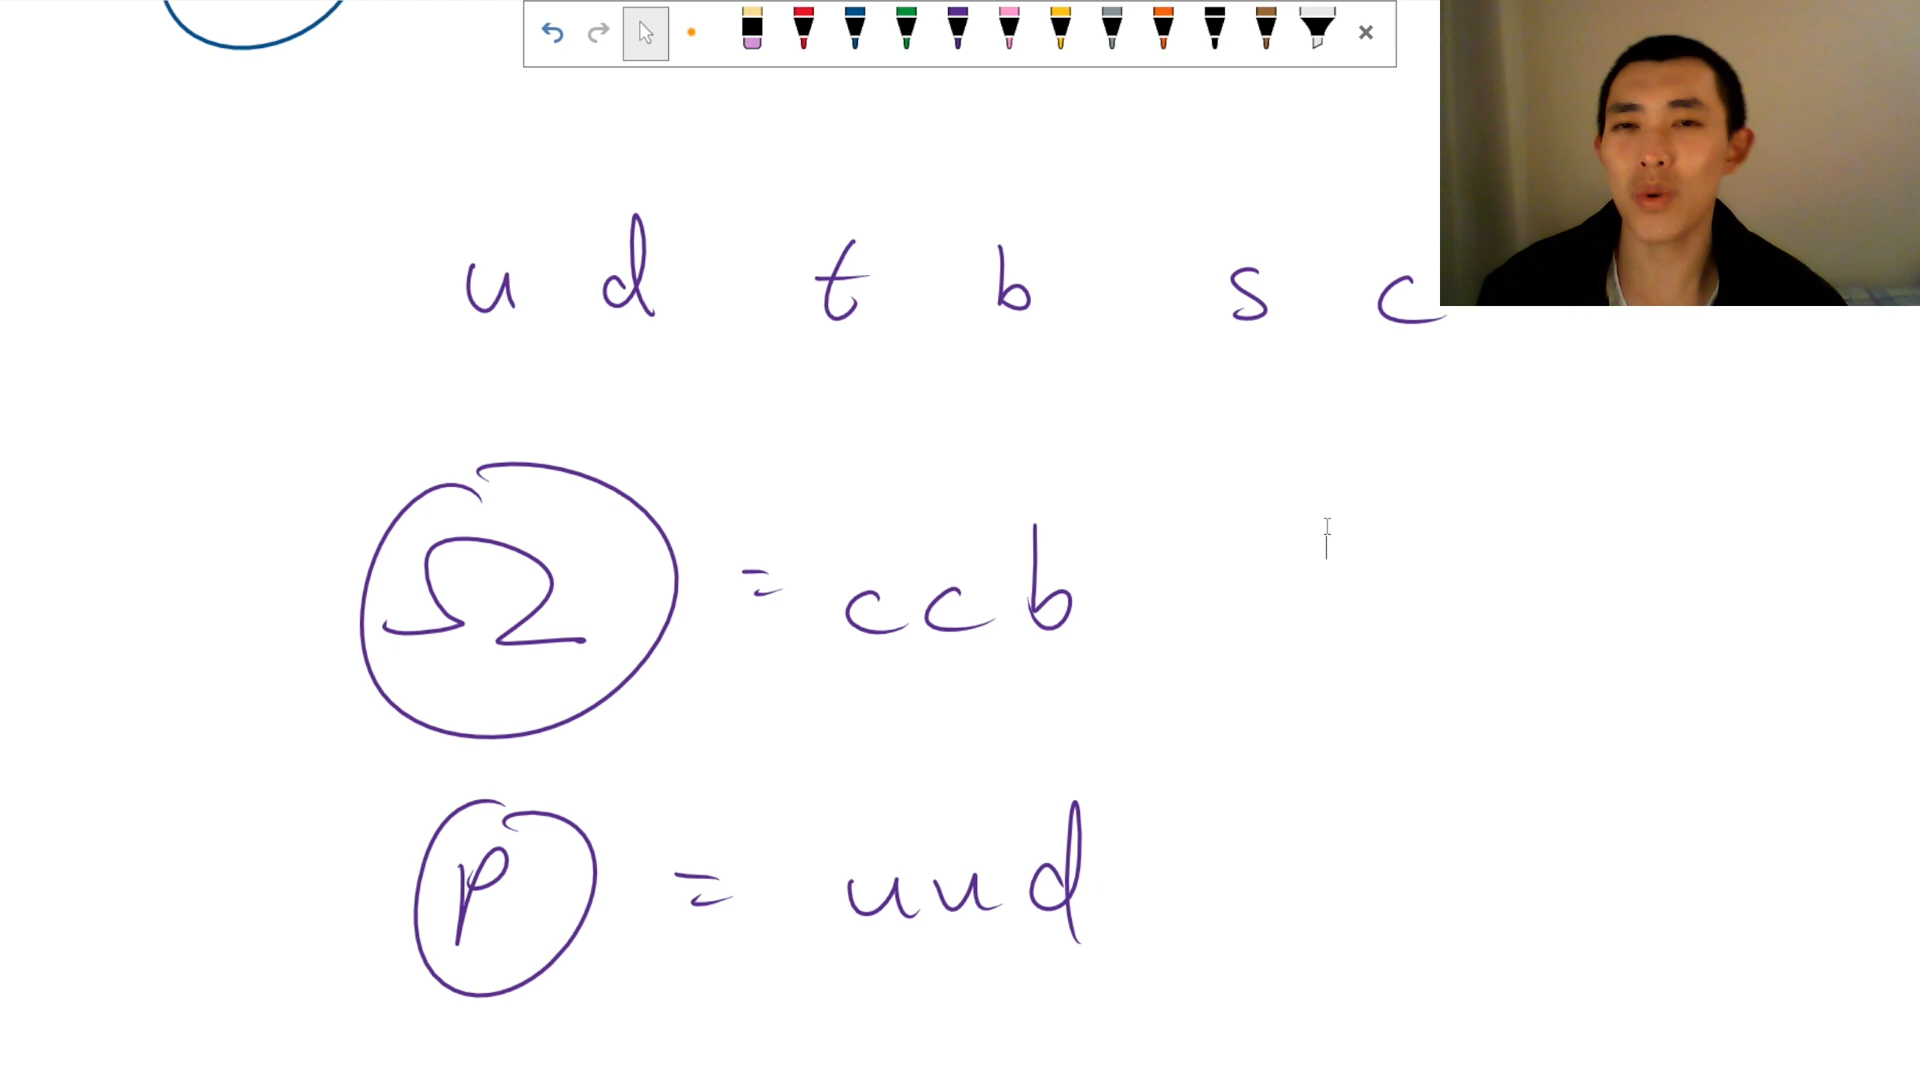 u d t b s c
Ω = ccb
p = uud